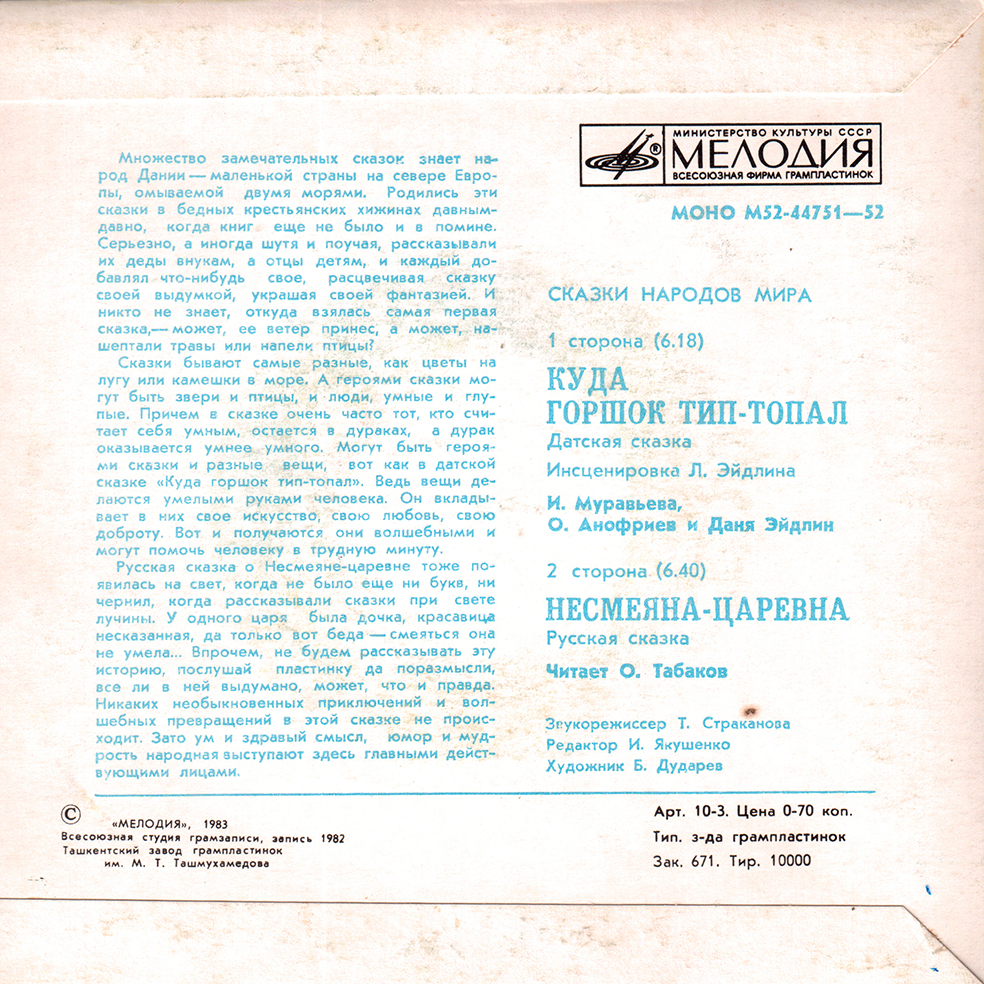 Множество замечательных сказок знает на-
род Дании — маленькой страны на севере Евро-
пы, омываемой двумя морями. Родились эти
сказки в бедных крестьянских хижинах давным-
давно, когда книг еще не было и в помине.
Серьезно, а иногда шутя и поучая, рассказывали
их деды внукам, а отцы детям, и каждый до-
бавлял что-нибудь свое, расцвечивая сказку
своей выдумкой, украшая своей фантазией. И
никто не знает, откуда взялась самая первая
сказка,— может, ее ветер принес, а может, на-
шептали травы или напели птицы?
Сказки бывают самые разные, как цветы на
лугу или камешки в море. А героями сказки мо-
гут быть звери и птицы, и люди, умные и глу-
пые. Причем в сказке очень часто тот, кто счи-
тает себя умным, остается в дураках, а дурак
оказывается умнее умного. Могут быть героя-
ми сказки и разные вещи, вот как в датской
сказке «Куда горшок тип-топал». Ведь вещи де-
лаются умелыми руками человека. Он вклады-
вает в них свое искусство, свою любовь, свою
доброту. Вот и получаются они волшебными и
могут помочь человеку в трудную минуту.
Русская сказка о Несмеяне-царевне тоже по-
явилась на свет, когда не было еще ни букв, ни
чернил, когда рассказывали сказки при свете
лучины. У одного царя была дочка, красавица
несказанная, да только вот беда — смеяться она
не умела... Впрочем, не будем рассказывать эту
историю, послушай пластинку да поразмысли,
все ли в ней выдумано, может, что и правда.
Никаких необыкновенных приключений и вол-
шебных превращений в этой сказке не проис-
ходит. Зато ум и здравый смысл, юмор и муд-
рость народная выступают здесь главными дейст-
вующими лицами.
МИНИСТЕРСТВО КУЛЬТУРЫ СССР
® МЕЛОДИЯ
ВСЕСОЮЗНАЯ ФИРМА ГРАМПЛАСТИНОК
МОНО М52-44751—52
СКАЗКИ НАРОДОВ МИРА
1 сторона (6.18)
КУДА
ГОРШОК ТИП-ТОПАЛ
Датская сказка
Инсценировка Л. Эйдлина
И. Муравьева,
О. Анофриев и Даня Эйдлин
2 сторона (6.40)
НЕСМЕЯНА-ЦАРЕВНА
Русская сказка
Читает О. Табаков
Звукорежиссер Т. Страканова
Редактор И. Якушенко
Художник Б. Дударев
©
«МЕЛОДИЯ», 1983
Всесоюзная студия грамзаписи, запись 1982
Ташкентский завод грампластинок
им. М. Т. Ташмухамедова
Арт. 10-3. Цена 0-70 коп.
Тип. з-да грампластинок
Зак. 671. Тир. 10000